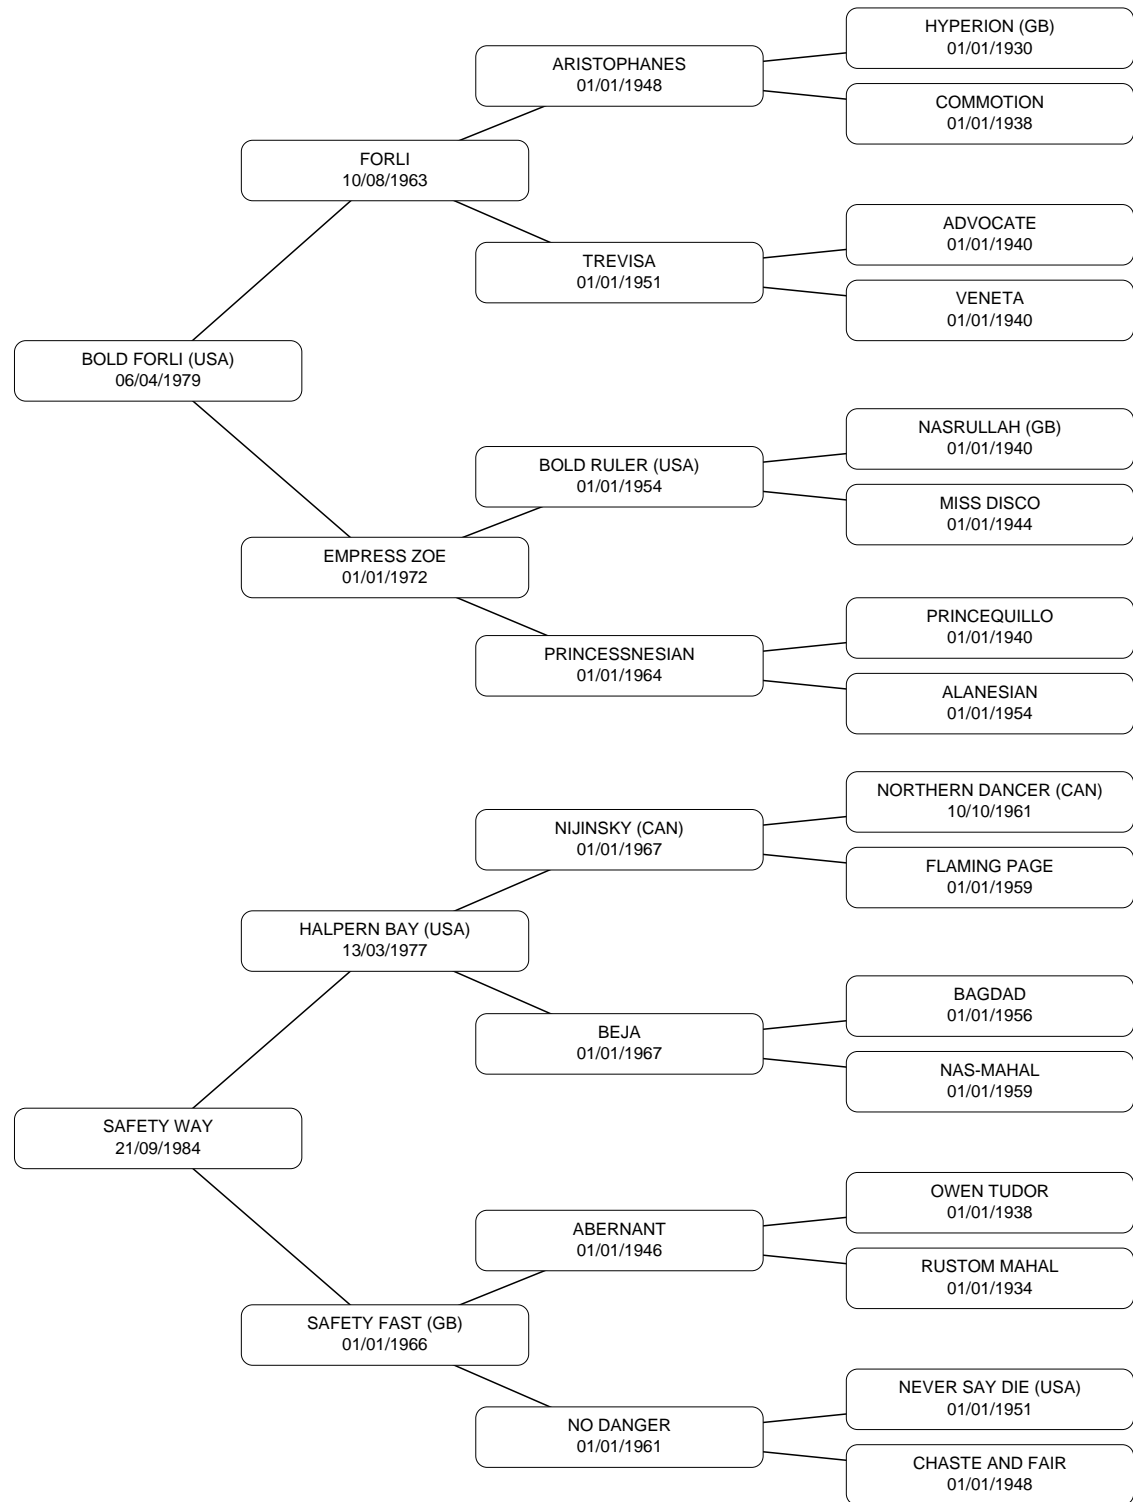 HYPERION (GB)
01/01/1930
ARISTOPHANES
01/01/1948
COMMOTION
01/01/1938
FORLI
10/08/1963
ADVOCATE
01/01/1940
TREVISA
01/01/1951
VENETA
01/01/1940
BOLD FORLI (USA)
06/04/1979
NASRULLAH (GB)
01/01/1940
BOLD RULER (USA)
01/01/1954
MISS DISCO
01/01/1944
EMPRESS ZOE
01/01/1972
PRINCEQUILLO
01/01/1940
PRINCESSNESIAN
01/01/1964
ALANESIAN
01/01/1954
NORTHERN DANCER (CAN)
10/10/1961
NIJINSKY (CAN)
01/01/1967
FLAMING PAGE
01/01/1959
HALPERN BAY (USA)
13/03/1977
BAGDAD
01/01/1956
BEJA
01/01/1967
NAS-MAHAL
01/01/1959
SAFETY WAY
21/09/1984
OWEN TUDOR
01/01/1938
ABERNANT
01/01/1946
RUSTOM MAHAL
01/01/1934
SAFETY FAST (GB)
01/01/1966
NEVER SAY DIE (USA)
01/01/1951
NO DANGER
01/01/1961
CHASTE AND FAIR
01/01/1948